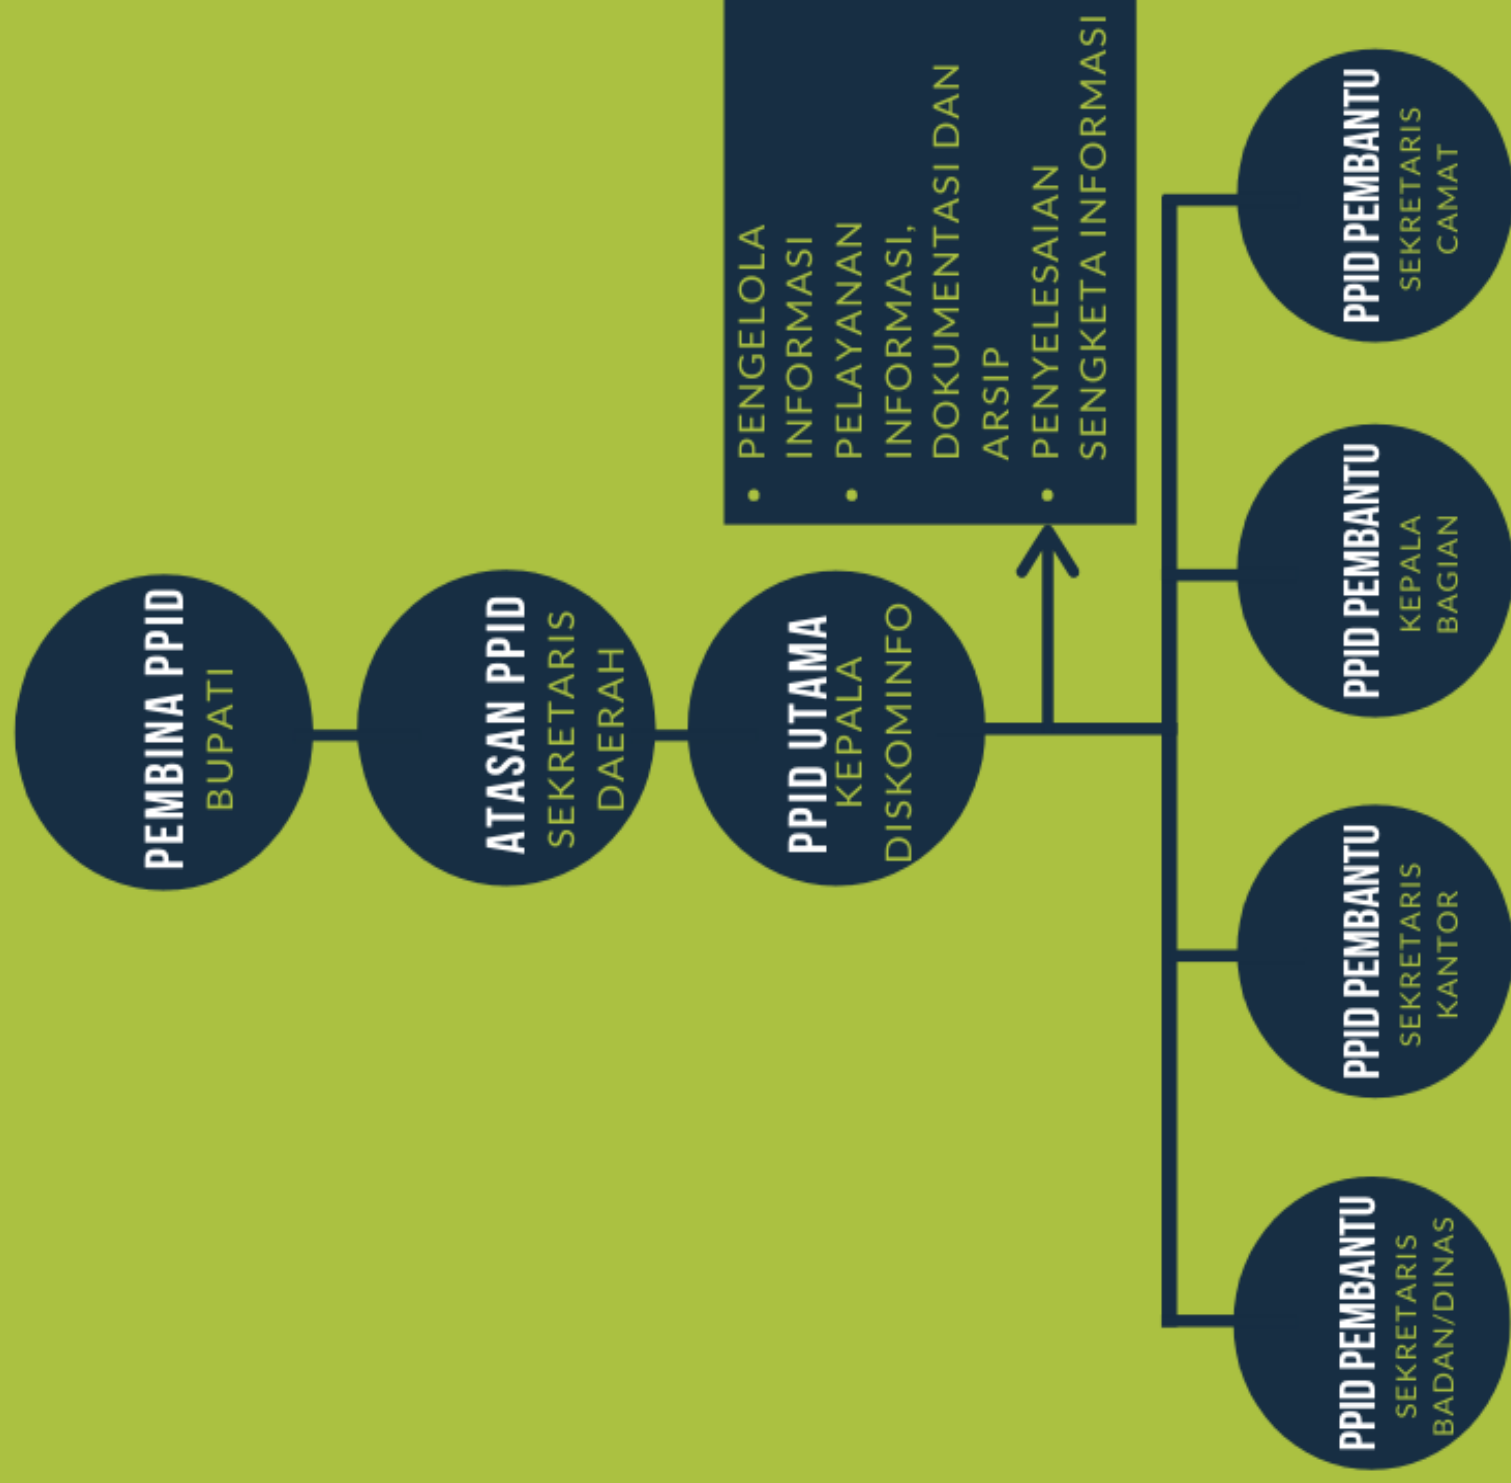 PEMBINA PPID
BUPATI
ATASAN PPID
SEKRETARIS
DAERAH
PPID UTAMA
KEPALA
DISKOMINFO
• PENGELOLA
INFORMASI
• PELAYANAN
INFORMASI,
DOKUMENTASI DAN
ARSIP
• PENYELESAIAN
SENGKETA INFORMASI
PPID PEMBANTU
SEKRETARIS
BADAN/DINAS
PPID PEMBANTU
SEKRETARIS
KANTOR
PPID PEMBANTU
KEPALA
BAGIAN
PPID PEMBANTU
SEKRETARIS
CAMAT